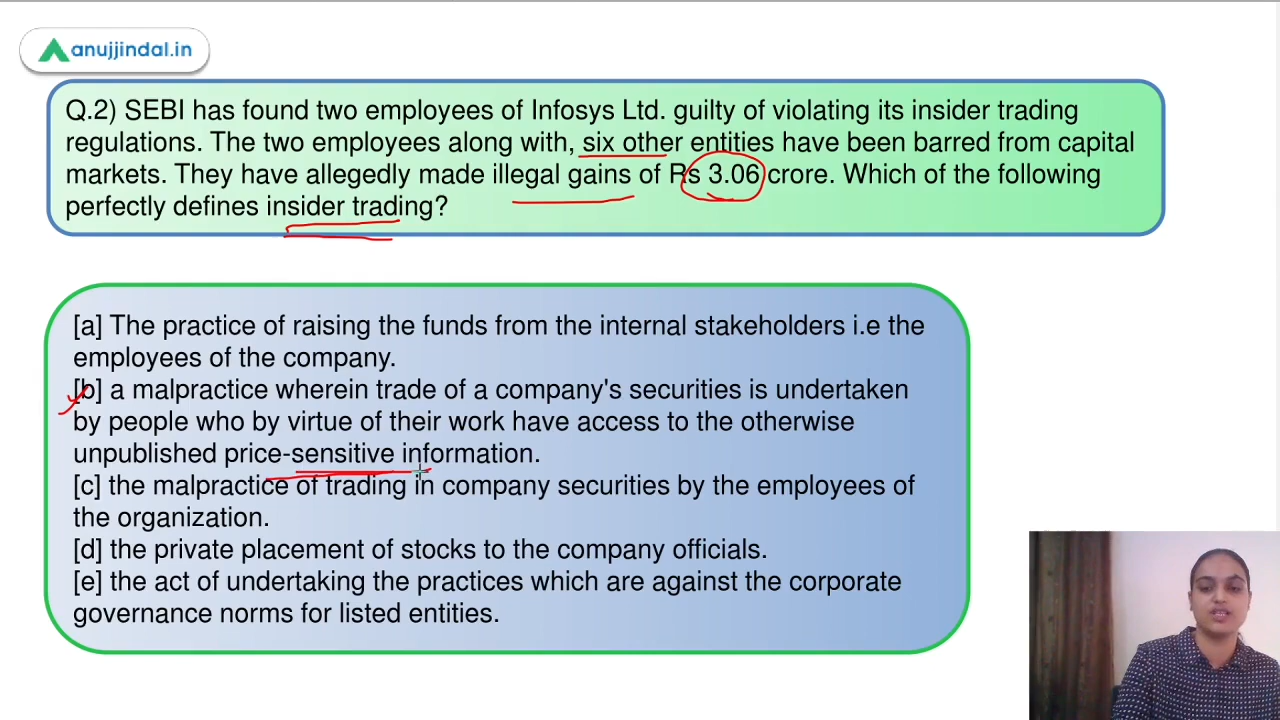 anujjindal.in
Q.2) SEBI has found two employees of Infosys Ltd. guilty of violating its insider trading
regulations. The two employees along with, six other entities have been barred from capital
markets. They have allegedly made illegal gains of Rs 3.06 crore. Which of the following
perfectly defines insider trading?
[a] The practice of raising the funds from the internal stakeholders i.e the
employees of the company.
[b] a malpractice wherein trade of a company's securities is undertaken
by people who by virtue of their work have access to the otherwise
unpublished price-sensitive information.
[c] the malpractice of trading in company securities by the employees of
the organization.
[d] the private placement of stocks to the company officials.
[e] the act of undertaking the practices which are against the corporate
governance norms for listed entities.